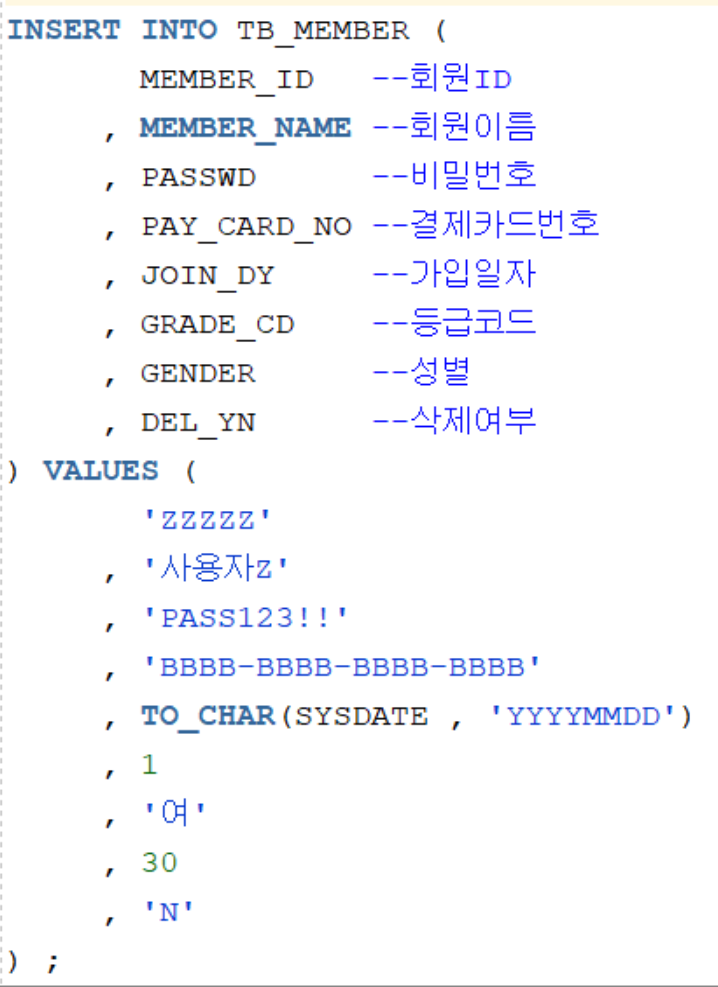 INSERT INTO TB_MEMBER (
MEMBER_ID --회원ID
, MEMBER_NAME --회원이름
, PASSWD --비밀번호
, PAY_CARD_NO --결제카드번호
, JOIN_DY --가입일자
, GRADE_CD --등급코드
, GENDER --성별
, DEL_YN --삭제여부
) VALUES (
'ZZZZZ'
, '사용자Z'
, 'PASS123!!'
, 'BBBB-BBBB-BBBB-BBBB'
, TO_CHAR(SYSDATE , 'YYYYMMDD')
, 1
, '여'
, 30
, 'N'
) ;